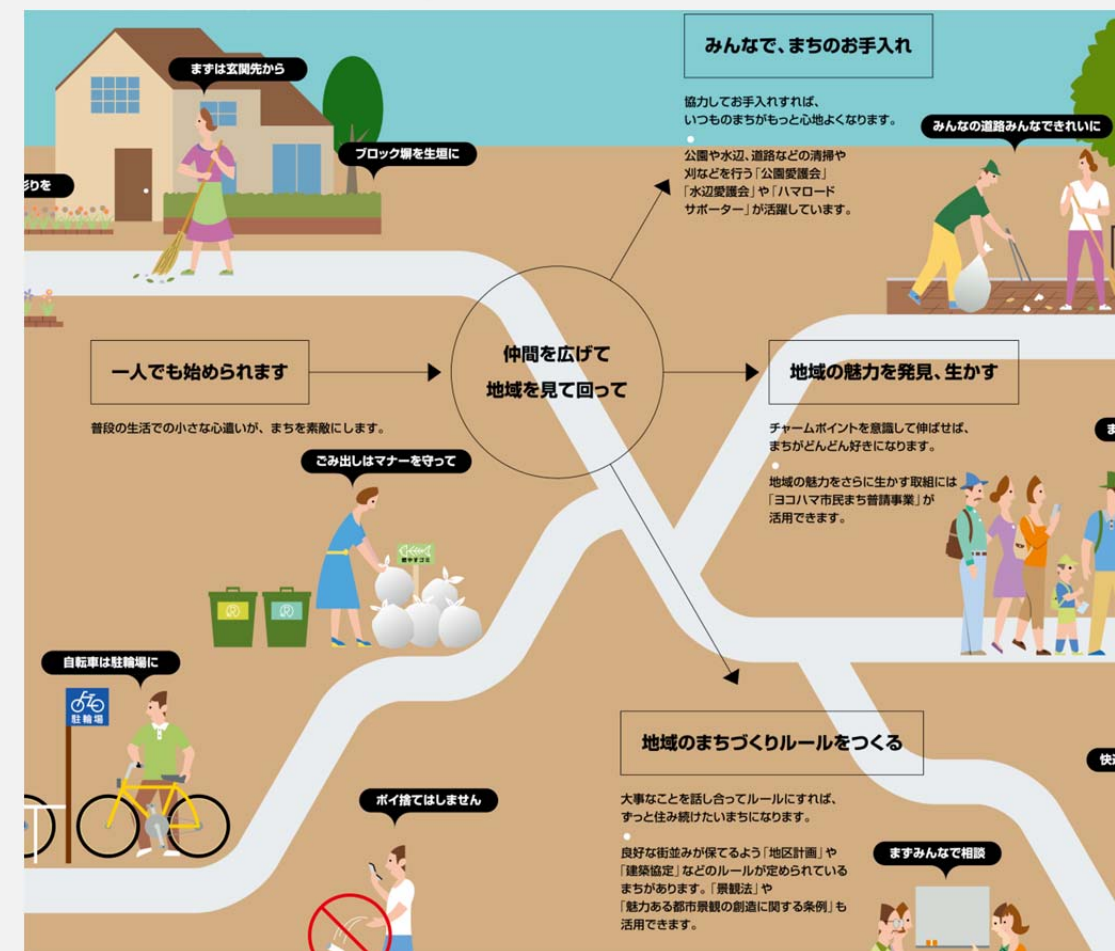 みんなで、まちのお手入れ
協力してお手入れすれば、
いつものまちがもっと心地よくなります。
公園や水辺、道路などの清掃や
刈などを行う「公園愛護会」
「水辺愛護会」や「ハマロード
サポーター」が活躍しています。
まずは玄関先から
ブロック塀を生垣に
りを
みんなの道路みんなできれいに
一人でも始められます
普段の生活での小さな心遣いが、まちを素敵にします。
仲間を広げて
地域を見て回って
地域の魅力を発見、生かす
チャームポイントを意識して伸ばせば、
まちがどんどん好きになります。
地域の魅力をさらに生かす取組には
「ヨコハマ市民まち普請事業」が
活用できます。
ま
ごみ出しはマナーを守って
燃やすゴミ
自転車は駐輪場に
駐輪場
ポイ捨てはしません
地域のまちづくりルールをつくる
大事なことを話し合ってルールにすれば、
ずっと住み続けたいまちになります。
良好な街並みが保てるよう「地区計画」や
「建築協定」などのルールが定められている
まちがあります。「景観法」や
「魅力ある都市景観の創造に関する条例」も
活用できます。
まずみんなで相談
快